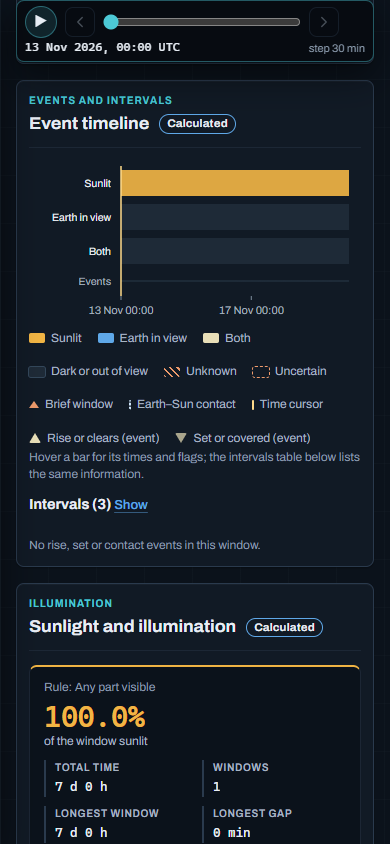 13 Nov 2026, 00:00 UTC
step 30 min
EVENTS AND INTERVALS
Event timeline
Calculated
Sunlit
Earth in view
Both
Events
13 Nov 00:00
17 Nov 00:00
Sunlit
Earth in view
Both
Dark or out of view
Unknown
Uncertain
Brief window
Earth–Sun contact
Time cursor
Rise or clears (event)
Set or covered (event)
Hover a bar for its times and flags; the intervals table below lists
the same information.
Intervals (3) Show
No rise, set or contact events in this window.
ILLUMINATION
Sunlight and illumination
Calculated
Rule: Any part visible
100.0%
of the window sunlit
TOTAL TIME
7 d 0 h
WINDOWS
1
LONGEST WINDOW
7 d 0 h
LONGEST GAP
0 min